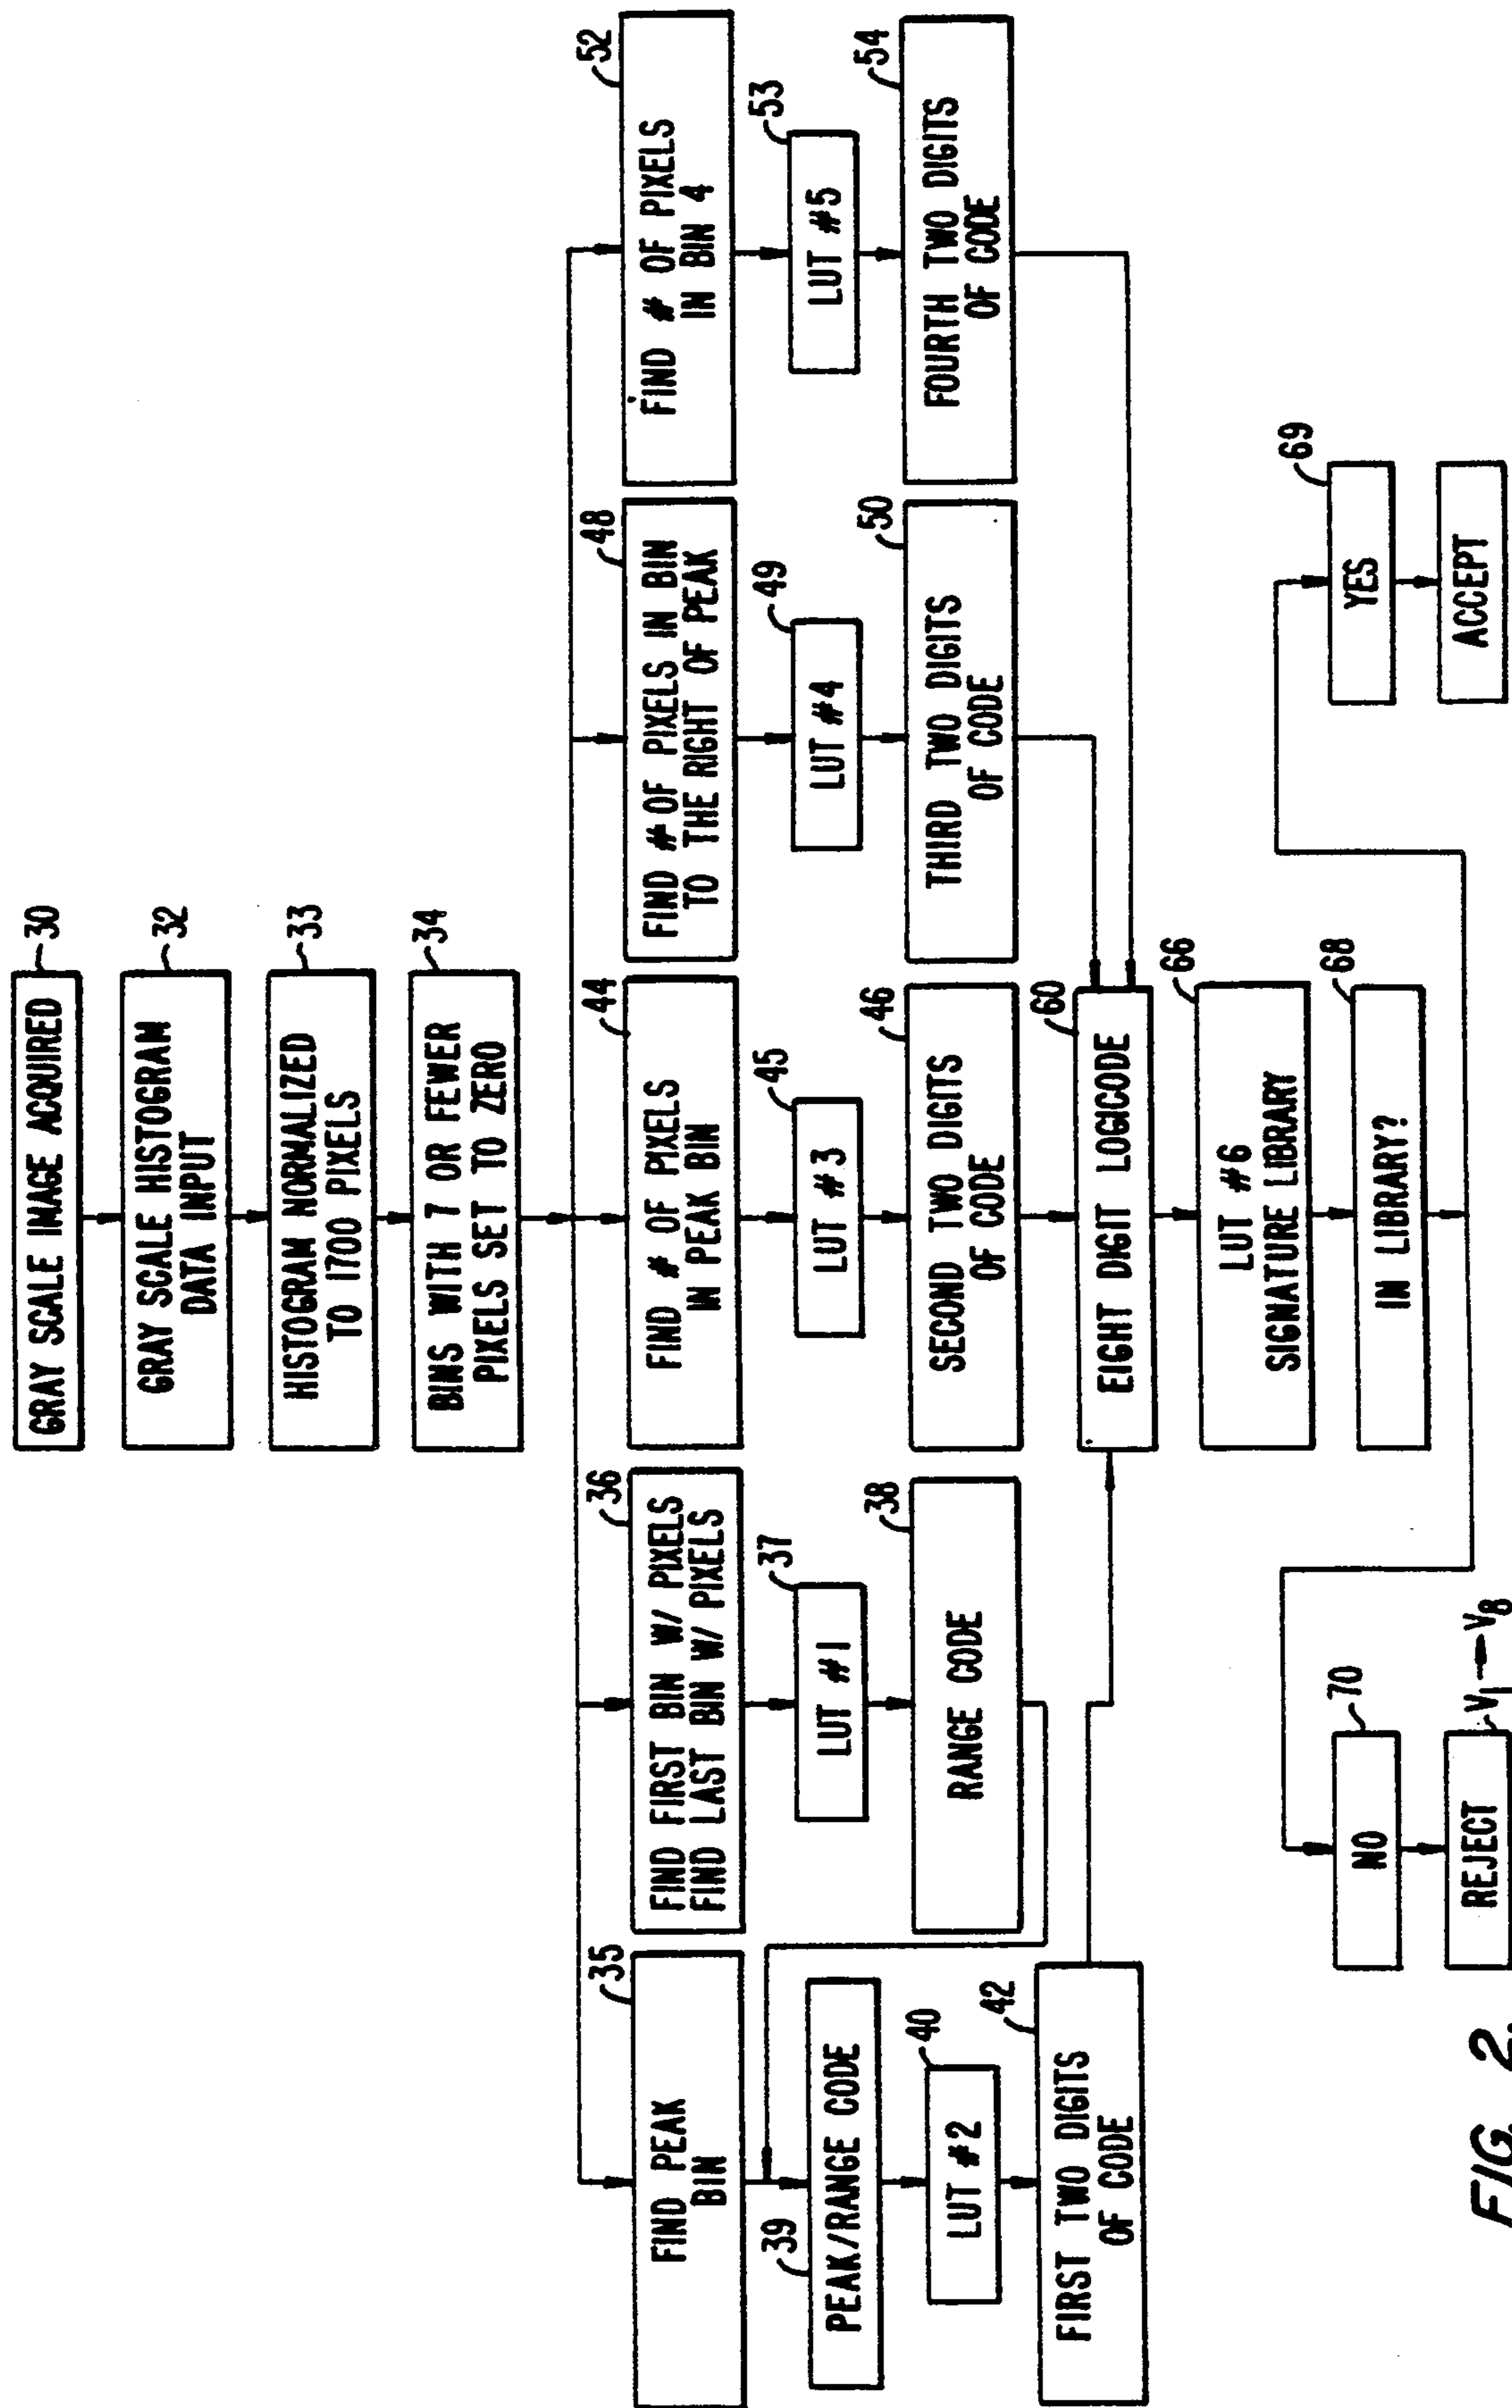 GRAY SCALE IMAGE ACQUIRED
30
GRAY SCALE HISTOGRAM
DATA INPUT
32
HISTOGRAM NORMALIZED
TO 1700 PIXELS
33
BINS WITH 7 OR FEWER
PIXELS SET TO ZERO
34
FIND PEAK
BIN
35
FIND FIRST BIN W/ PIXELS
FIND LAST BIN W/ PIXELS
36
FIND # OF PIXELS
IN PEAK BIN
44
FIND # OF PIXELS IN BIN
TO THE RIGHT OF PEAK
48
FIND # OF PIXELS
IN BIN 4
52
39
PEAK/RANGE CODE
LUT #1
37
LUT #3
45
LUT #4
49
LUT #5
53
LUT #2
40
RANGE CODE
38
SECOND TWO DIGITS
OF CODE
46
THIRD TWO DIGITS
OF CODE
50
FOURTH TWO DIGITS
OF CODE
54
FIRST TWO DIGITS
OF CODE
42
EIGHT DIGIT LOGICODE
60
LUT #6
SIGNATURE LIBRARY
66
IN LIBRARY?
68
NO
70
YES
69
REJECT
V1 V8
ACCEPT
FIG. 2.